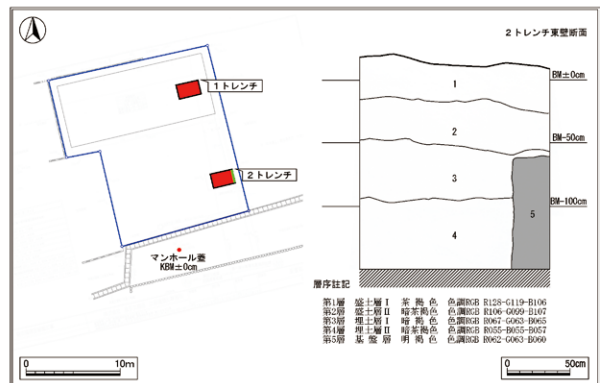 2トレンチ東壁断面
1トレンチ
2トレンチ
マンホール蓋
KBM±0cm
0 10m
BM±0cm
BM-50cm
BM-100cm
1
2
3
4
5
層序註記
第1層 盛土層Ⅰ 茶褐色 色調RGB R128-G119-B106
第2層 盛土層Ⅱ 暗茶褐色 色調RGB R106-G099-B107
第3層 埋土層Ⅰ 暗褐色 色調RGB R067-G063-B065
第4層 埋土層Ⅱ 暗茶褐色 色調RGB R055-B055-B057
第5層 基盤層 明褐色 色調RGB R062-G063-B060
0 50cm